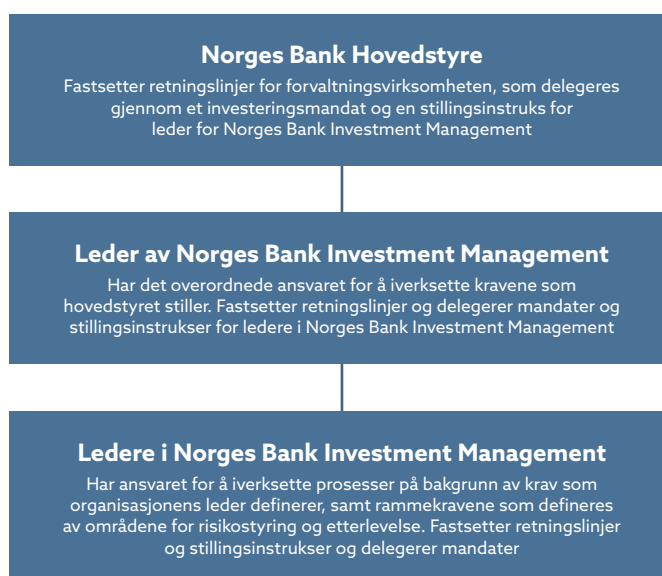 Norges Bank Hovedstyre
Fastsetter retningslinjer for forvaltningsvirksomheten, som delegeres
gjennom et investeringsmandat og en stillingsinstruks for
leder for Norges Bank Investment Management
Leder av Norges Bank Investment Management
Har det overordnede ansvaret for å iverksette kravene som
hovedstyret stiller. Fastsetter retningslinjer og delegerer mandater og
stillingsinstrukser for ledere i Norges Bank Investment Management
Ledere i Norges Bank Investment Management
Har ansvaret for å iverksette prosesser på bakgrunn av krav som
organisasjonens leder definerer, samt rammekravene som defineres
av områdene for risikostyring og etterlevelse. Fastsetter retningslinjer
og stillingsinstrukser og delegerer mandater